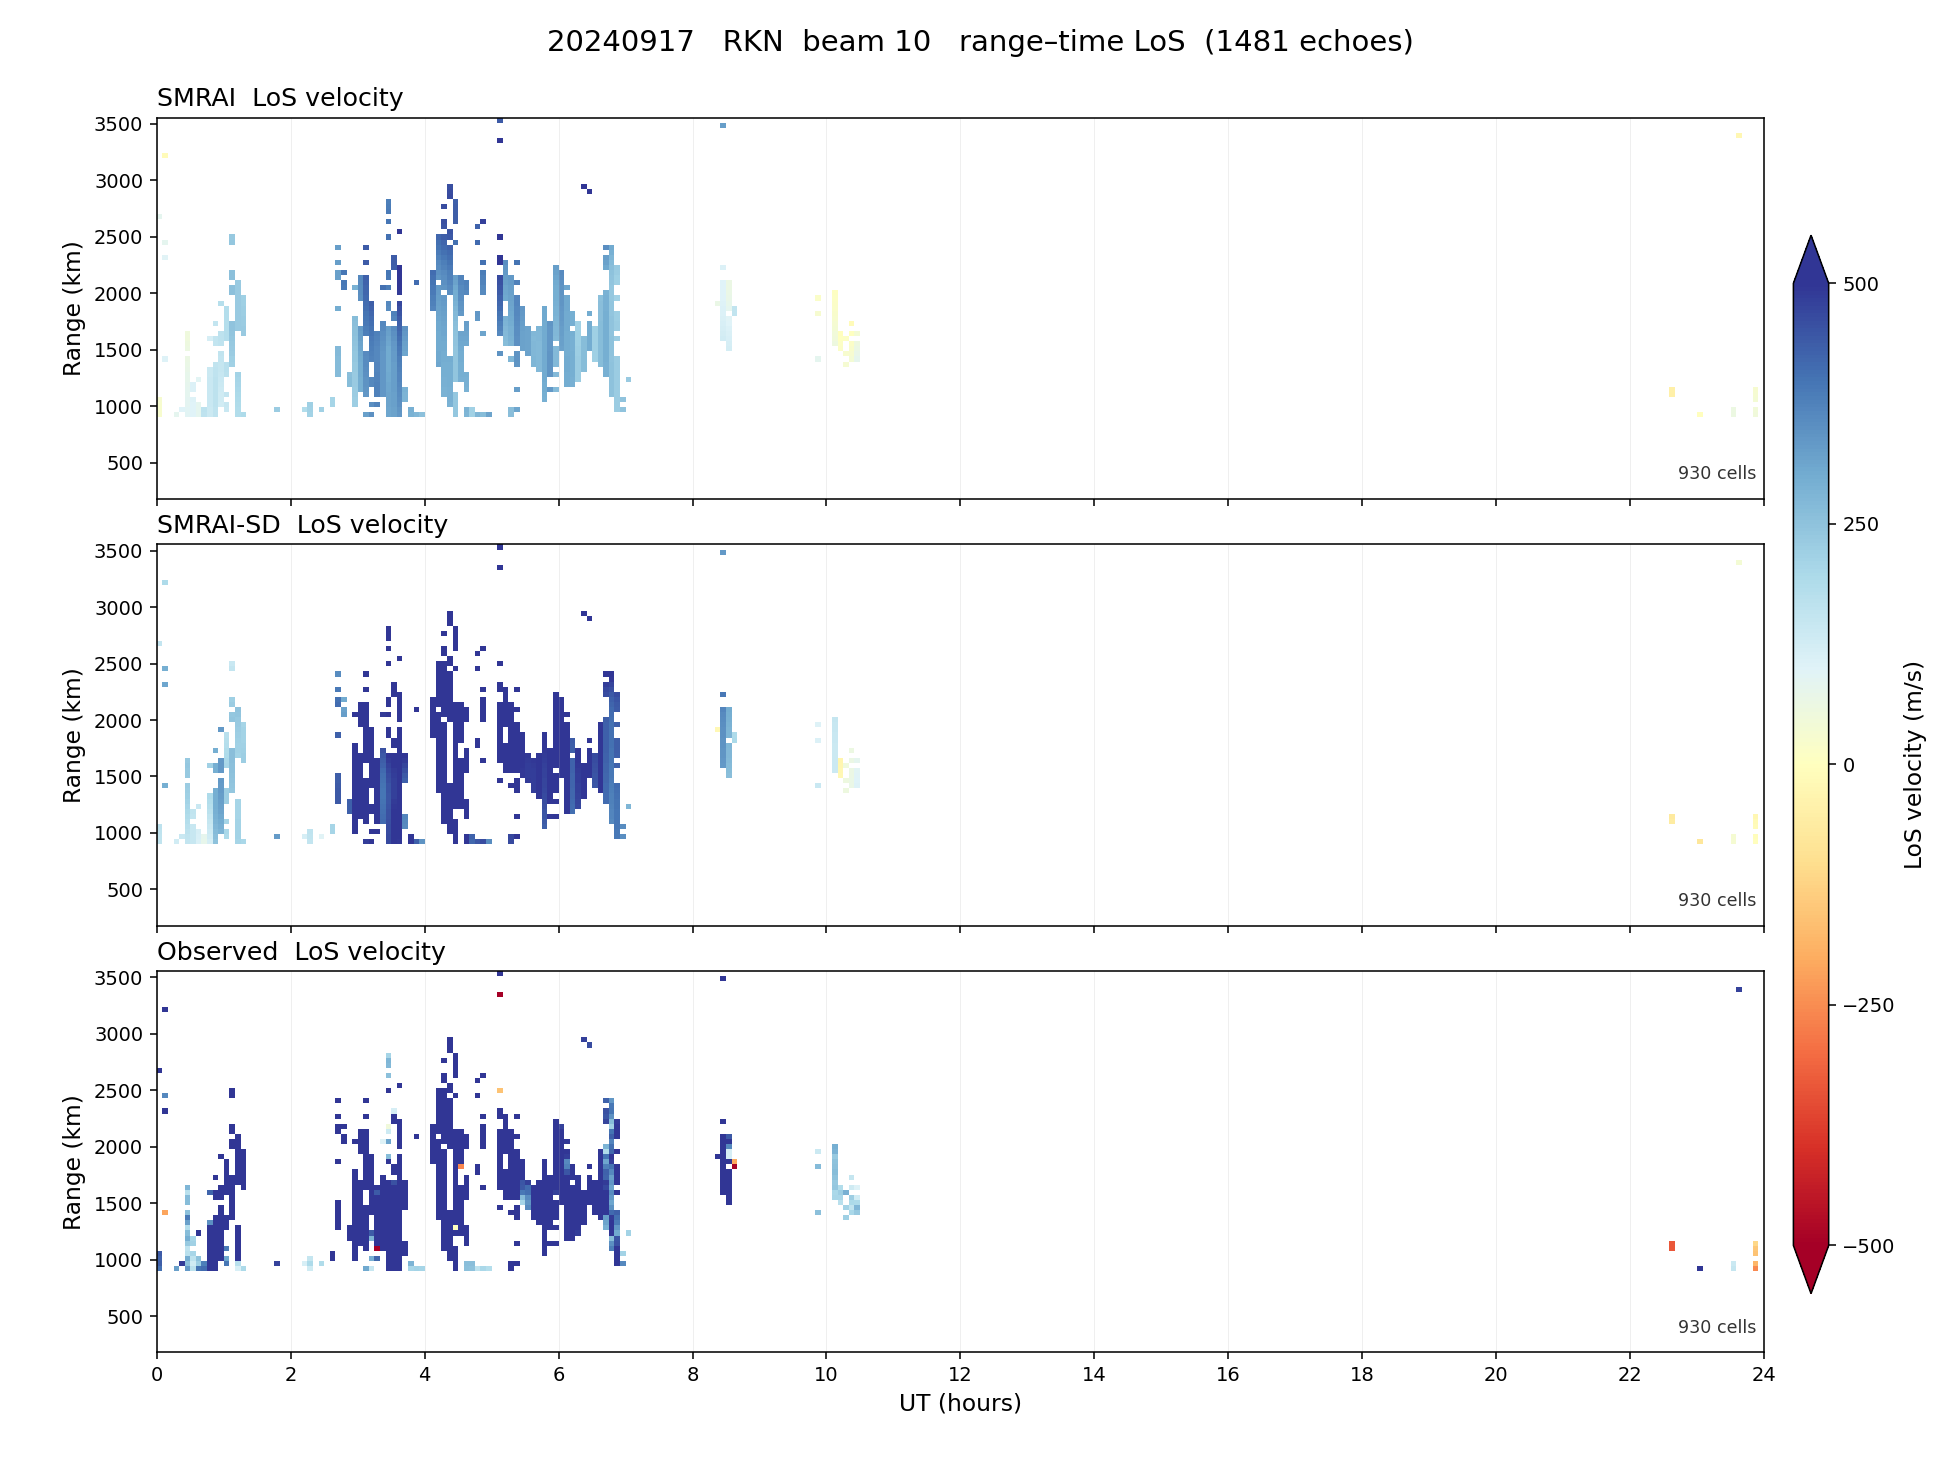 20240917 RKN beam 10 range–time LoS (1481 echoes)
SMRAI LoS velocity
3500
3000
2500
2000
1500
1000
500
Range (km)
930 cells
SMRAI-SD LoS velocity
3500
3000
2500
2000
1500
1000
500
Range (km)
930 cells
Observed LoS velocity
3500
3000
2500
2000
1500
1000
500
Range (km)
930 cells
0 2 4 6 8 10 12 14 16 18 20 22 24
UT (hours)
500
250
0
−250
−500
LoS velocity (m/s)